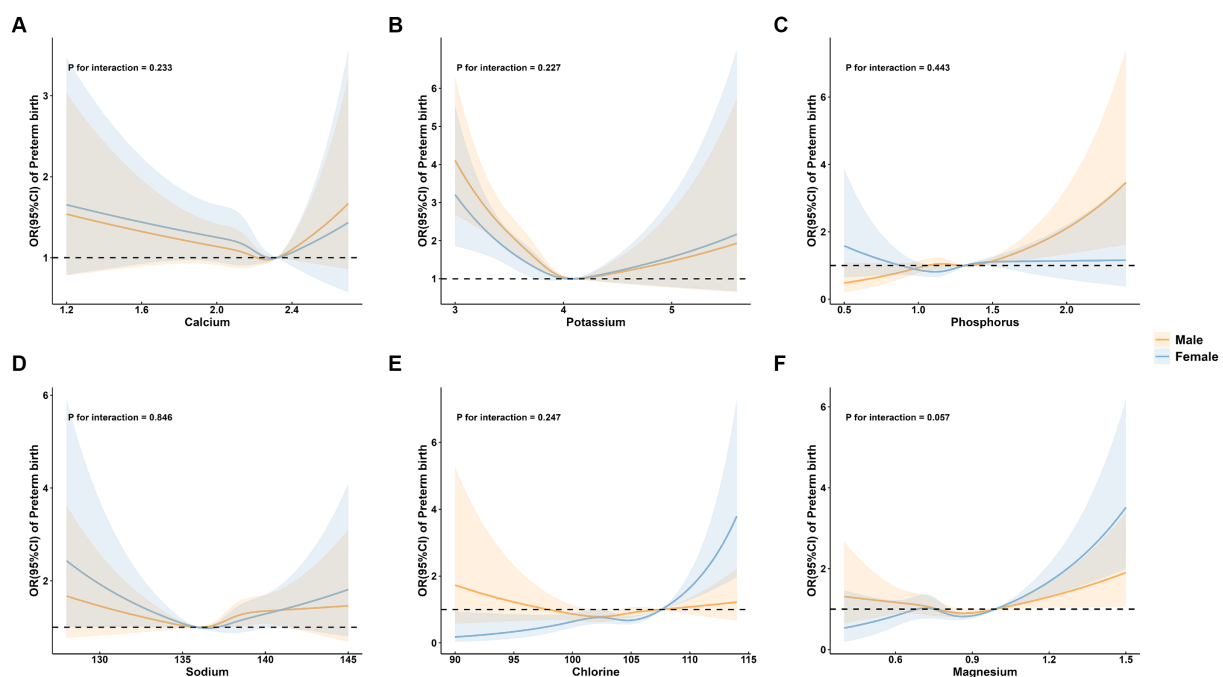 A
P for interaction = 0.233
OR(95%CI) of Preterm birth
3
2
1
1.2 1.6 2.0 2.4
Calcium
B
P for interaction = 0.227
OR(95%CI) of Preterm birth
6
5
4
3
2
1
3 4 5
Potassium
C
P for interaction = 0.443
OR(95%CI) of Preterm birth
6
4
2
0
0.5 1.0 1.5 2.0
Phosphorus
Male
Female
D
P for interaction = 0.846
OR(95%CI) of Preterm birth
6
4
2
130 135 140 145
Sodium
E
P for interaction = 0.247
OR(95%CI) of Preterm birth
6
4
2
0
90 95 100 105 110 115
Chlorine
F
P for interaction = 0.057
OR(95%CI) of Preterm birth
6
4
2
0
0.6 0.9 1.2 1.5
Magnesium